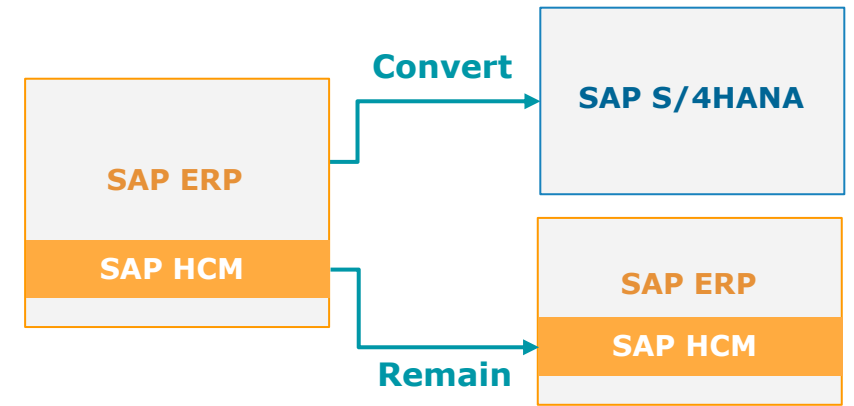 Convert
SAP S/4HANA
SAP ERP
SAP HCM
SAP ERP
SAP HCM
Remain